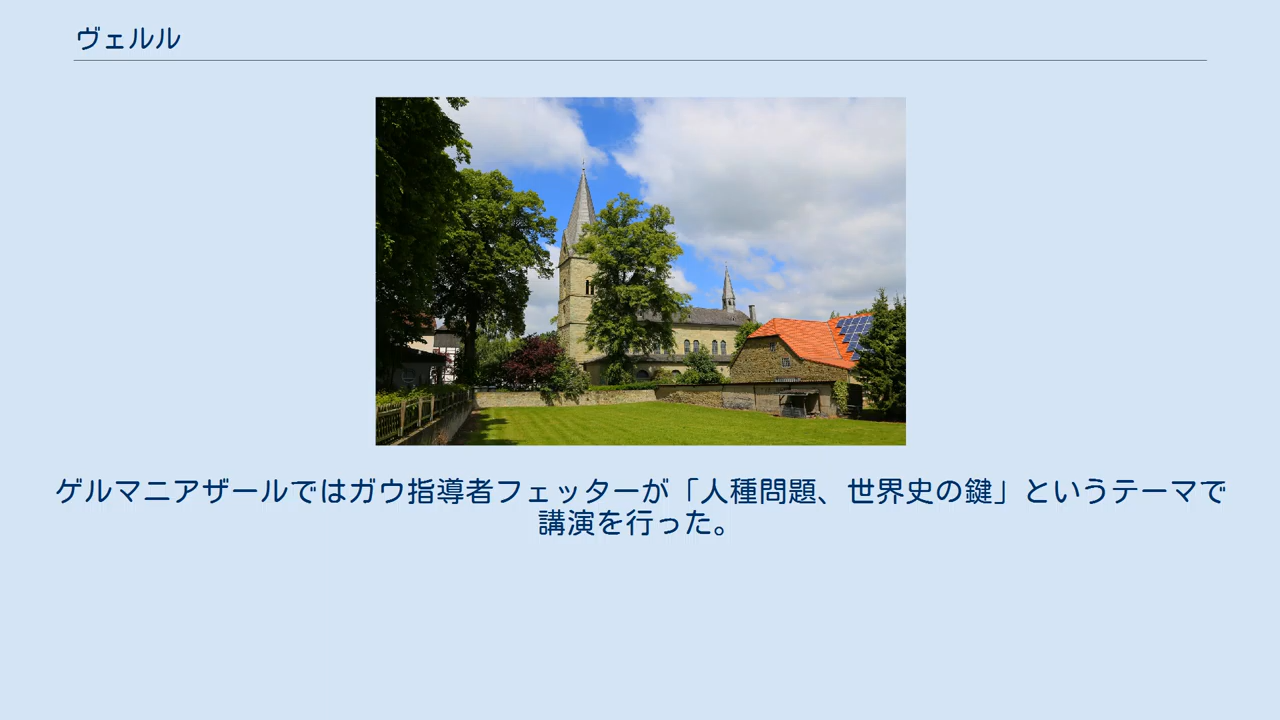 ヴェルル
ゲルマニアザールではガウ指導者フェッターが「人種問題、世界史の鍵」というテーマで
講演を行った。